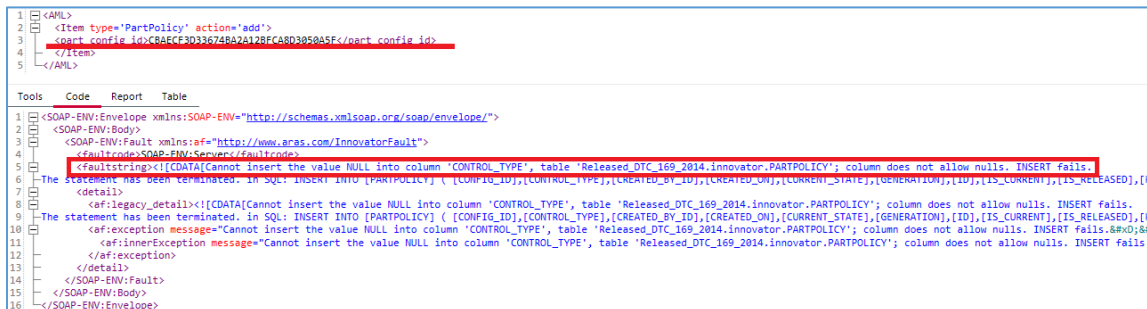 1 <AML>
2 <Item type='PartPolicy' action='add'>
3 <part_config_id>CBAECF3D33674BA2A12BFCA8D3050A5F</part_config_id>
4 </Item>
5 </AML>
Tools Code Report Table
1 <SOAP-ENV:Envelope xmlns:SOAP-ENV="http://schemas.xmlsoap.org/soap/envelope/">
2 <SOAP-ENV:Body>
3 <SOAP-ENV:Fault xmlns:af="http://www.aras.com/InnovatorFault">
4 <faultcode>SOAP-ENV:Server</faultcode>
5 <faultstring><![CDATA[Cannot insert the value NULL into column 'CONTROL_TYPE', table 'Released_DTC_169_2014.innovator.PARTPOLICY'; column does not allow nulls. INSERT fails.
6 The statement has been terminated. in SQL: INSERT INTO [PARTPOLICY] ( [CONFIG_ID],[CONTROL_TYPE],[CREATED_BY_ID],[CREATED_ON],[CURRENT_STATE],[GENERATION],[ID],[IS_CURRENT],[IS_RELEASED],[
7 <detail>
8 <af:legacy_detail><![CDATA[Cannot insert the value NULL into column 'CONTROL_TYPE', table 'Released_DTC_169_2014.innovator.PARTPOLICY'; column does not allow nulls. INSERT fails.
9 The statement has been terminated. in SQL: INSERT INTO [PARTPOLICY] ( [CONFIG_ID],[CONTROL_TYPE],[CREATED_BY_ID],[CREATED_ON],[CURRENT_STATE],[GENERATION],[ID],[IS_CURRENT],[IS_RELEASED],[
10 <af:exception message="Cannot insert the value NULL into column 'CONTROL_TYPE', table 'Released_DTC_169_2014.innovator.PARTPOLICY'; column does not allow nulls. INSERT fails.&#xD;&
11 <af:innerException message="Cannot insert the value NULL into column 'CONTROL_TYPE', table 'Released_DTC_169_2014.innovator.PARTPOLICY'; column does not allow nulls. INSERT fails
12 </af:exception>
13 </detail>
14 </SOAP-ENV:Fault>
15 </SOAP-ENV:Body>
16 </SOAP-ENV:Envelope>